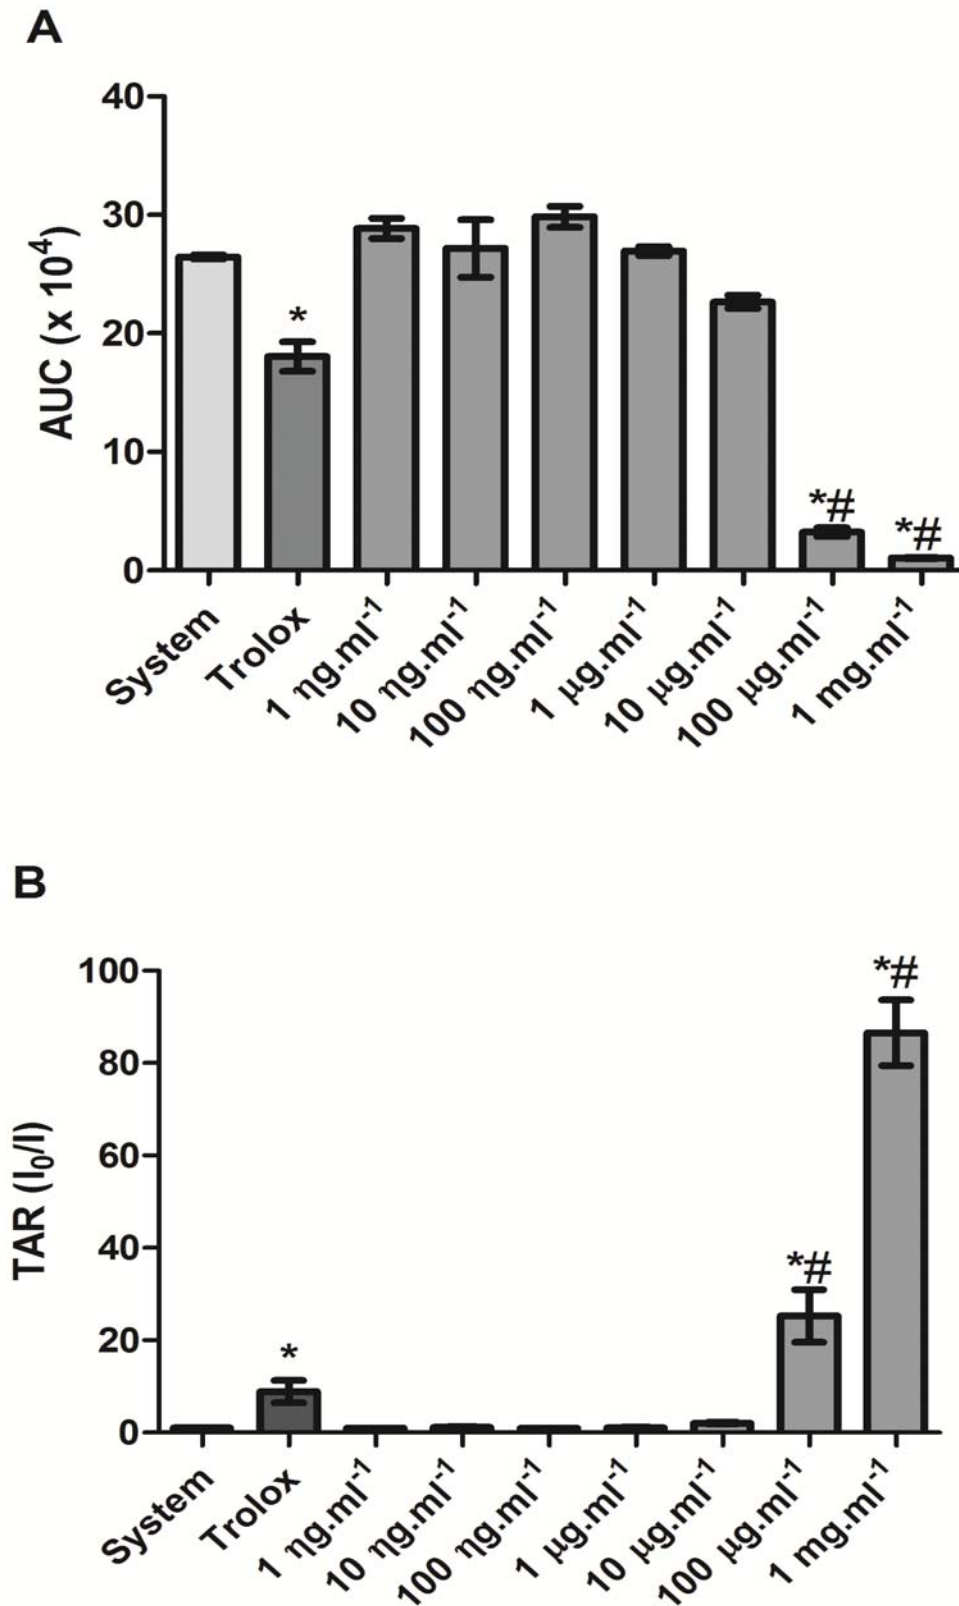 A
AUC (x 10⁴)
40
30
20
10
0
*
*#
*#
System
Trolox
1 ηg.ml⁻¹
10 ηg.ml⁻¹
100 ηg.ml⁻¹
1 µg.ml⁻¹
10 µg.ml⁻¹
100 µg.ml⁻¹
1 mg.ml⁻¹
B
TAR (I₀/I)
100
80
60
40
20
0
*
*#
*#
System
Trolox
1 ηg.ml⁻¹
10 ηg.ml⁻¹
100 ηg.ml⁻¹
1 µg.ml⁻¹
10 µg.ml⁻¹
100 µg.ml⁻¹
1 mg.ml⁻¹